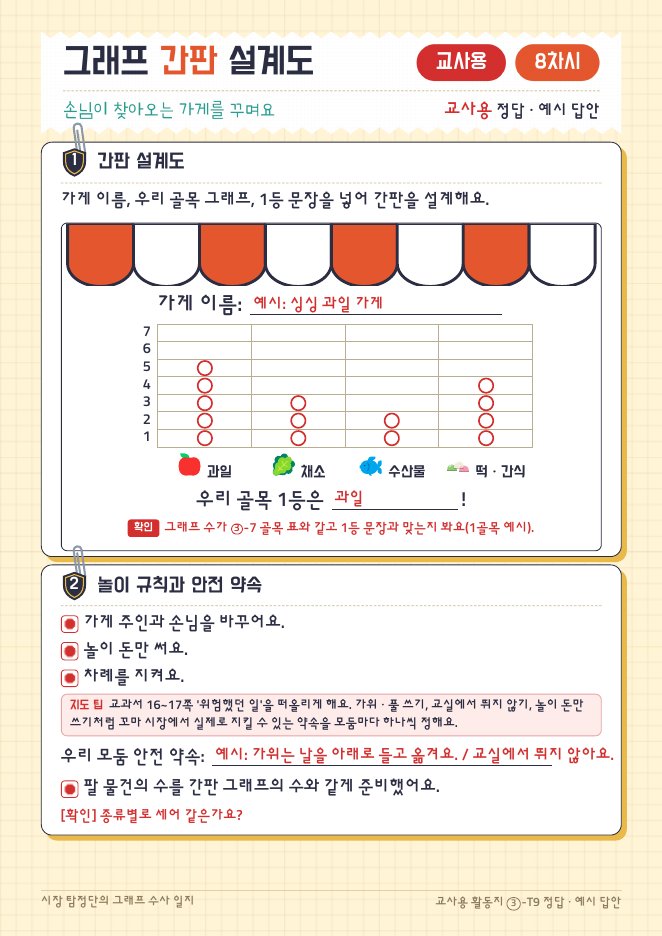 그래프 간판 설계도
교사용 8차시
손님이 찾아오는 가게를 꾸며요
교사용 정답 · 예시 답안
1 간판 설계도
가게 이름, 우리 골목 그래프, 1등 문장을 넣어 간판을 설계해요.
가게 이름: 예시: 싱싱 과일 가게
7
6
5
4
3
2
1
과일 채소 수산물 떡 · 간식
우리 골목 1등은 과일 !
확인 그래프 수가 ③-7 골목 표와 같고 1등 문장과 맞는지 봐요(1골목 예시).
2 놀이 규칙과 안전 약속
가게 주인과 손님을 바꾸어요.
놀이 돈만 써요.
차례를 지켜요.
지도 팁 교과서 16~17쪽 '위험했던 일'을 떠올리게 해요. 가위 · 풀 쓰기, 교실에서 뛰지 않기, 놀이 돈만
쓰기처럼 꼬마 시장에서 실제로 지킬 수 있는 약속을 모둠마다 하나씩 정해요.
우리 모둠 안전 약속: 예시: 가위는 날을 아래로 들고 옮겨요. / 교실에서 뛰지 않아요.
팔 물건의 수를 간판 그래프의 수와 같게 준비했어요.
[확인] 종류별로 세어 같은가요?
시장 탐정단의 그래프 수사 일지
교사용 활동지 ③-T9 정답 · 예시 답안